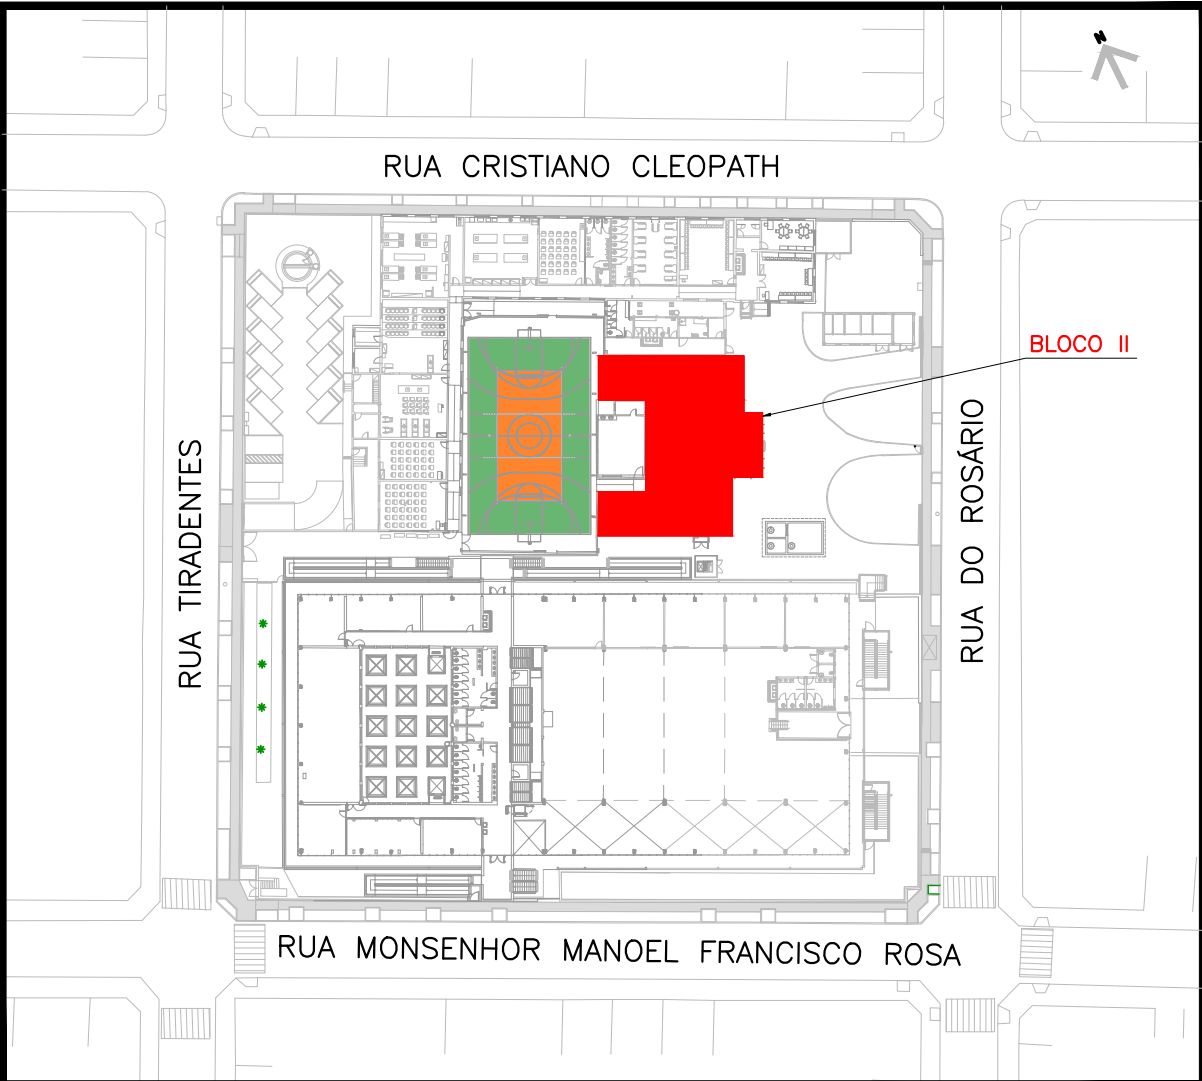 N
RUA CRISTIANO CLEOPATH
BLOCO II
RUA TIRADENTES
RUA DO ROSÁRIO
RUA MONSENHOR MANOEL FRANCISCO ROSA